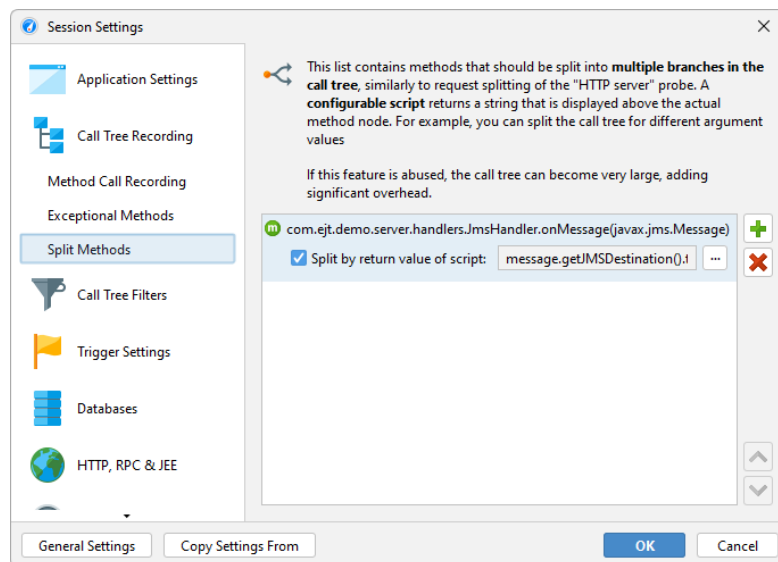 Session Settings
Application Settings
Call Tree Recording
Method Call Recording
Exceptional Methods
Split Methods
Call Tree Filters
Trigger Settings
Databases
HTTP, RPC & JEE
This list contains methods that should be split into multiple branches in the
call tree, similarly to request splitting of the "HTTP server" probe. A
configurable script returns a string that is displayed above the actual
method node. For example, you can split the call tree for different argument
values
If this feature is abused, the call tree can become very large, adding
significant overhead.
m com.ejt.demo.server.handlers.JmsHandler.onMessage(javax.jms.Message)
Split by return value of script: message.getJMSDestination().t ...
General Settings
Copy Settings From
OK
Cancel